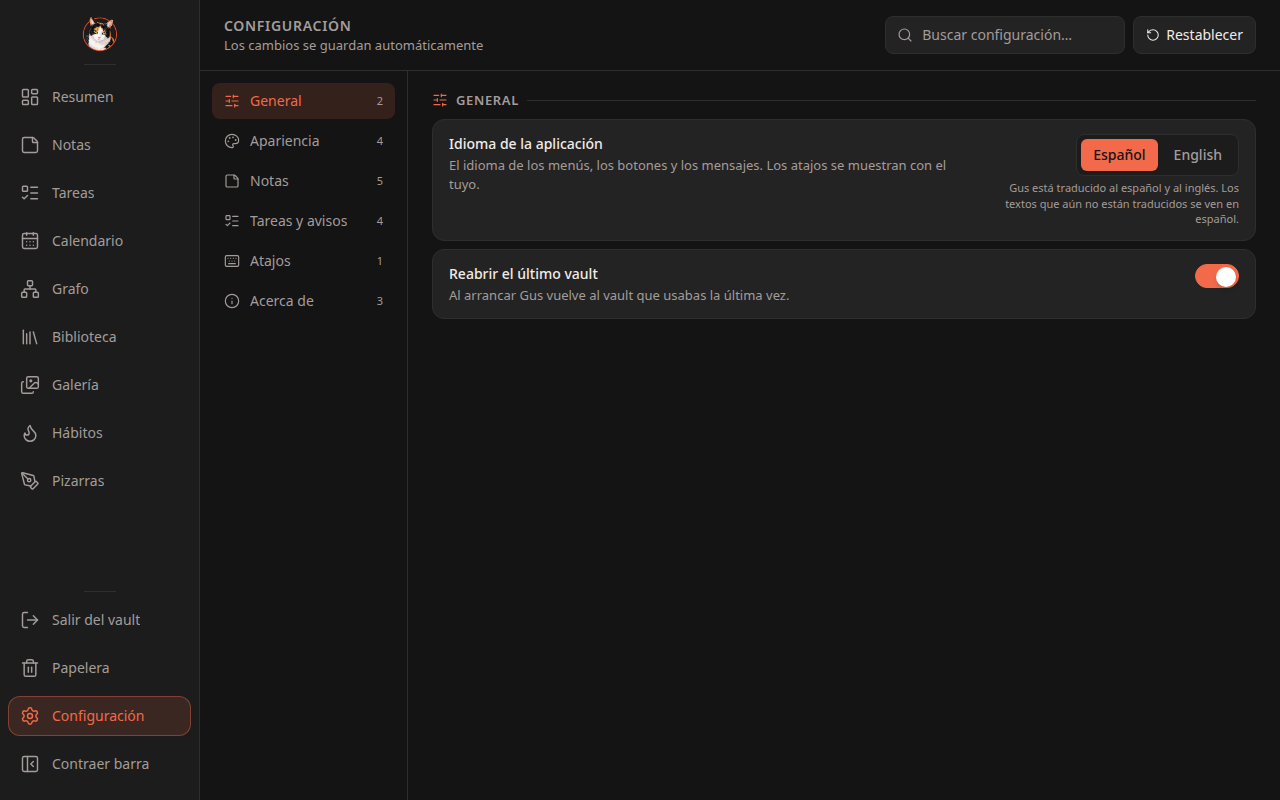 Resumen
Notas
Tareas
Calendario
Grafo
Biblioteca
Galería
Hábitos
Pizarras
Salir del vault
Papelera
Configuración
Contraer barra
CONFIGURACIÓN
Los cambios se guardan automáticamente
Buscar configuración...
Restablecer
General 2
Apariencia 4
Notas 5
Tareas y avisos 4
Atajos 1
Acerca de 3
GENERAL
Idioma de la aplicación
El idioma de los menús, los botones y los mensajes. Los atajos se muestran con el
tuyo.
Español English
Gus está traducido al español y al inglés. Los
textos que aún no están traducidos se ven en
español.
Reabrir el último vault
Al arrancar Gus vuelve al vault que usabas la última vez.